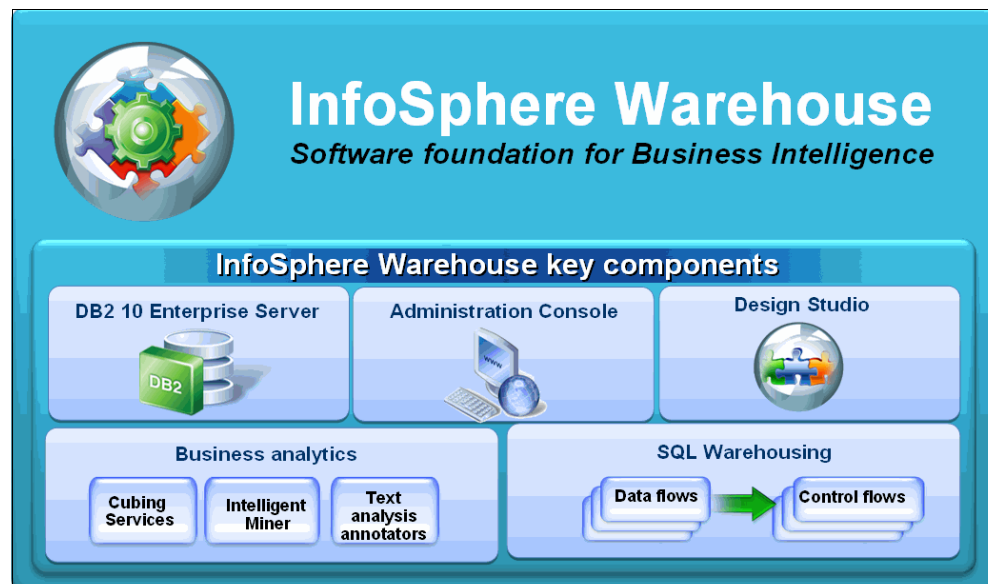 InfoSphere Warehouse
Software foundation for Business Intelligence
InfoSphere Warehouse key components
DB2 10 Enterprise Server
DB2
Administration Console
www
Design Studio
Business analytics
Cubing
Services
Intelligent
Miner
Text
analysis
annotators
SQL Warehousing
Data flows
Control flows